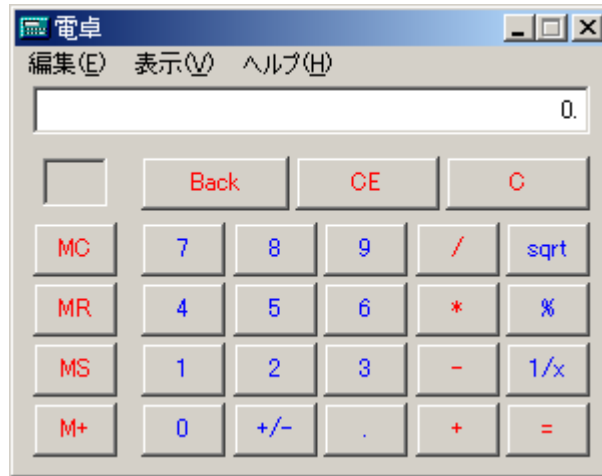 電卓
編集(E) 表示(V) ヘルプ(H)
0.
Back CE C
MC 7 8 9 / sqrt
MR 4 5 6 * %
MS 1 2 3 - 1/x
M+ 0 +/- . + =